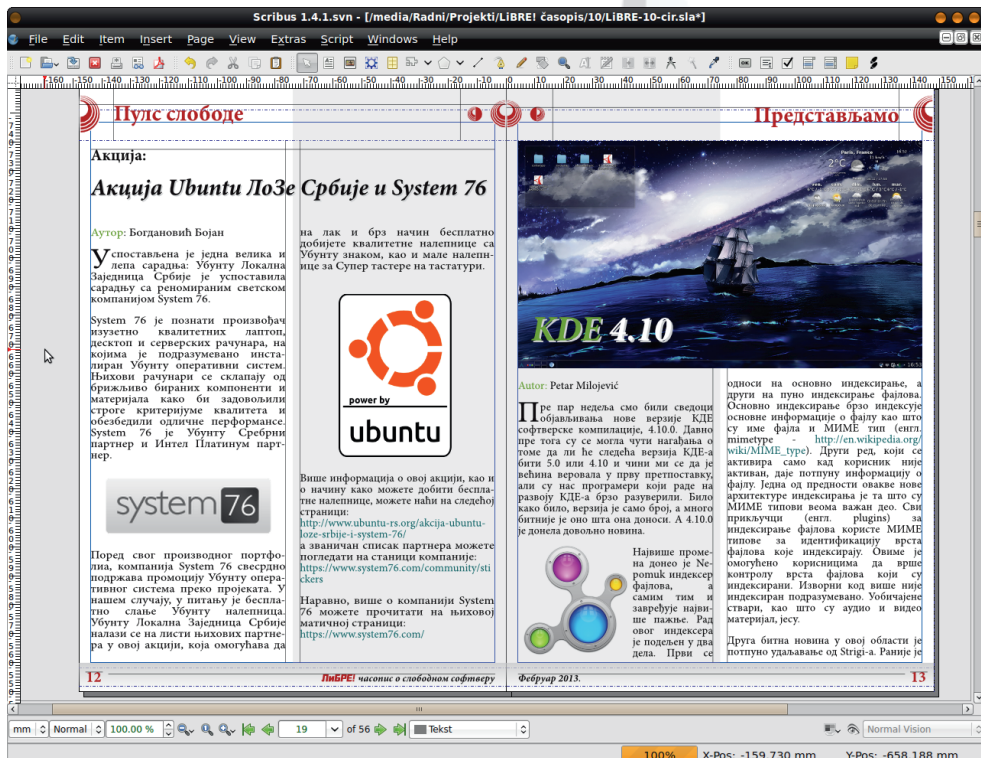 Scribus 1.4.1.svn - [/media/Radni/Projekti/LiBRE! časopis/10/LiBRE-10-cir.sla*]
File Edit Item Insert Page View Extras Script Windows Help
Пулс слободе
Акција:
Акција Ubuntu ЛоЗе Србије и System 76
Аутор: Богдановић Бојан
Успостављена је једна велика и
лепа сарадња: Убунту Локална
Заједница Србије је успоставила
сарадњу са реномираним светском
компанијом System 76.
System 76 је познати произвођач
изузетно квалитетних лаптоп,
десктоп и серверских рачунара, на
којима је подразумевано инста-
лиран Убунту оперативни систем.
Њихови рачунари се склапају од
брижљиво бираних компоненти и
материјала како би задовољили
строге критеријуме квалитета и
обезбедили одличне перформансе.
System 76 је Убунту Сребрни
партнер и Интел Платинум парт-
нер.
system76
Поред свог производног портфо-
лиа, компанија System 76 свесрдно
подржава промоцију Убунту опера-
тивног система преко пројеката. У
нашем случају, у питању је беспла-
тно слање Убунту налепница.
Убунту Локална Заједница Србије
налази се на листи њихових партне-
ра у овој акцији, која омогућава да
на лак и брз начин бесплатно
добијете квалитетне налепнице са
Убунту знаком, као и мале налепн-
ице за Супер тастере на тастатури.
power by
ubuntu
Више информација о овој акцији, као и
о начину како можете добити беспла-
тне налепнице, можете наћи на следећој
страници:
http://www.ubuntu-rs.org/akcija-ubuntu-
loze-srbije-i-system-76/
а званичан списак партнера можете
погледати на станици компаније:
https://www.system76.com/community/sti
ckers
Наравно, више о компанији System
76 можете прочитати на њиховој
матичној страници:
https://www.system76.com/
12
ЛиБРЕ! часопис о слободном софтверу
Представљамо
Paris, France
2°C
KDE 4.10
Autor: Petar Milojević
Пре пар недеља смо били сведоци
објављивања нове верзије КДЕ
софтверске компилације, 4.10.0. Давно
пре тога су се могла чути нагађања о
томе да ли ће следећа верзија КДЕ-а
бити 5.0 или 4.10 и чини ми се да је
већина веровала у прву претпоставку,
али су нас програмери који раде на
развоју КДЕ-а брзо разуверили. Било
како било, верзија је само број, а много
битније је оно шта она доноси. А 4.10.0
је донела довољно новина.
Највише проме-
на донео је Ne-
pomuk индексер
фајлова, а
самим тим и
завређује најви-
ше пажње. Рад
овог индексера
је подељен у два
дела. Први се
односи на основно индексирање, а
други на пуно индексирање фајлова.
Основно индексирање брзо индексује
основне информације о фајлу као што
су име фајла и МИМЕ тип (енгл.
mimetype - http://en.wikipedia.org/
wiki/MIME_type). Други ред, који се
активира само кад корисник није
активан, даје потпуну информацију о
фајлу. Једна од предности овакве нове
архитектуре индексирања је та што су
МИМЕ типови веома важан део. Сви
прикључци (енгл. plugins) за
индексирање фајлова користе МИМЕ
типове за идентификацију врста
фајлова које индексирају. Овиме је
омогућено корисницима да врше
контролу врста фајлова који су
индексирани. Изворни код више није
индексиран подразумевано. Уобичајене
ствари, као што су аудио и видео
материјал, јесу.
Друга битна новина у овој области је
потпуно удаљавање од Strigi-a. Раније је
Фебруар 2013.
13
mm Normal 100.00 % 19 of 56 Tekst Normal Vision
100% X-Pos: -159.730 mm Y-Pos: -658.188 mm